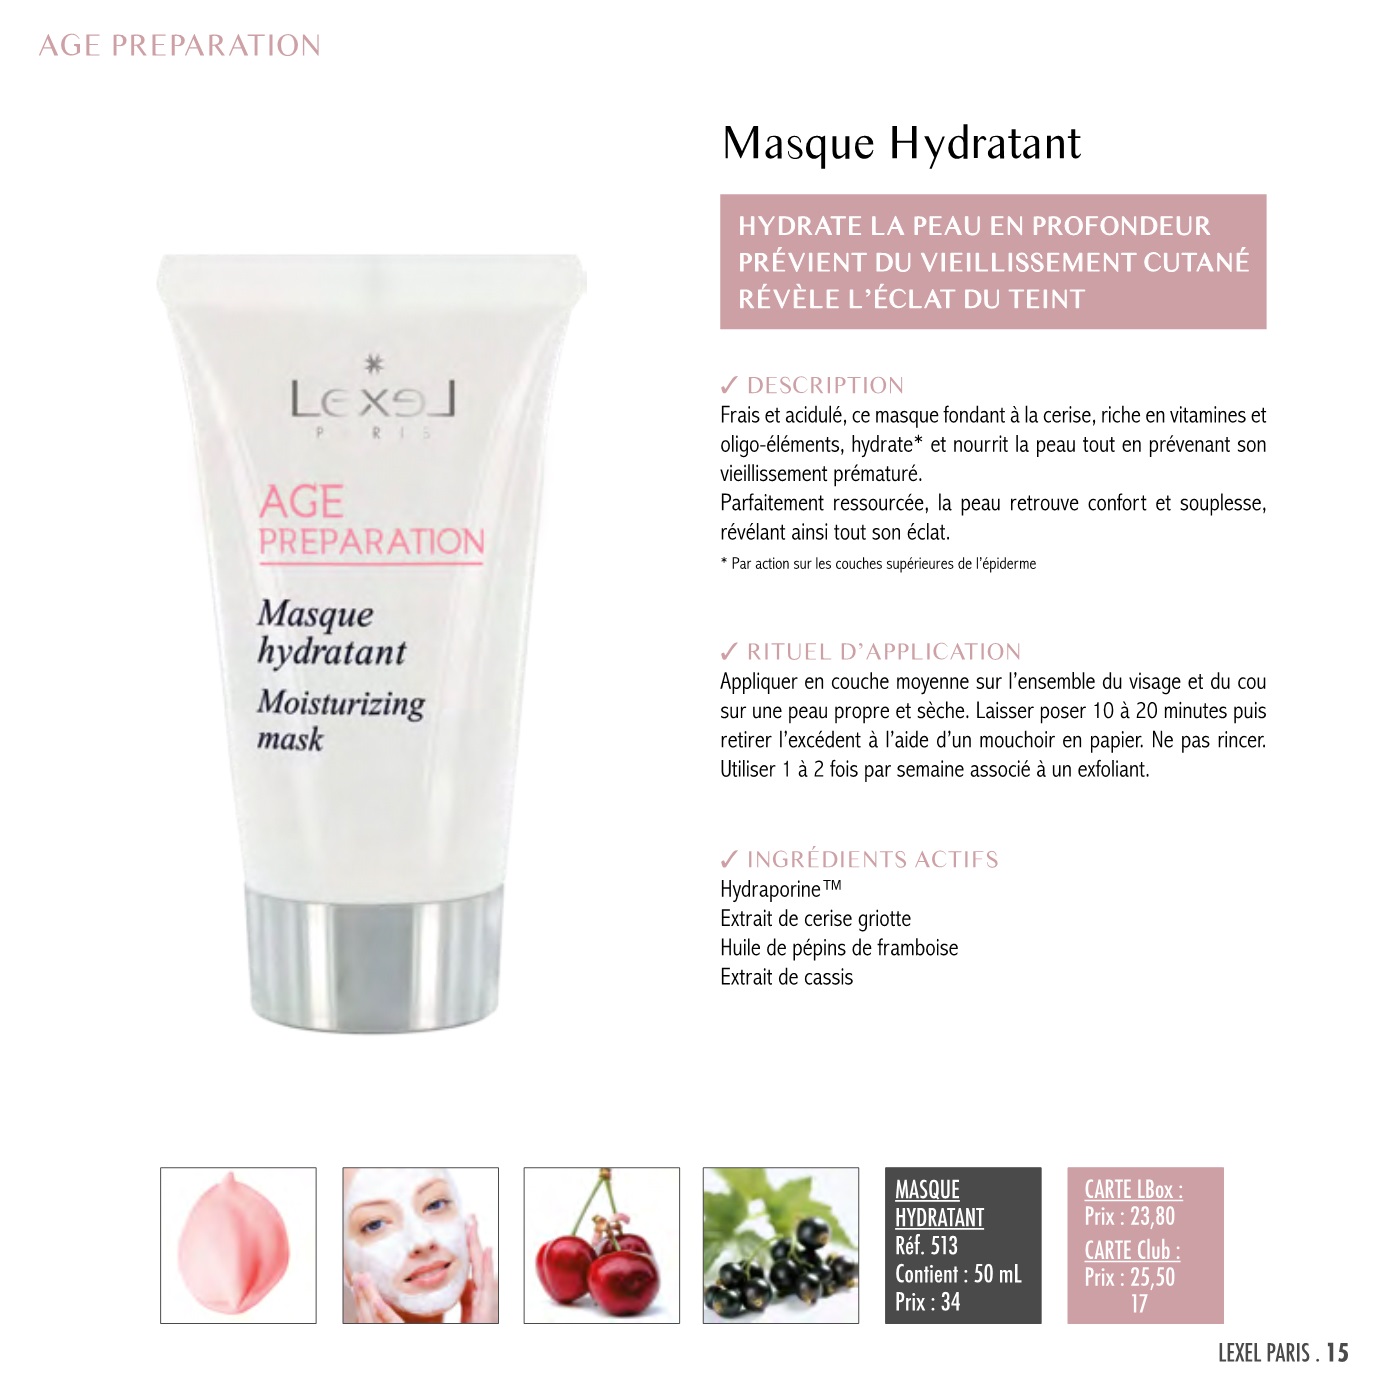 AGE PREPARATION
Masque Hydratant
HYDRATE LA PEAU EN PROFONDEUR
PRÉVIENT DU VIEILLISSEMENT CUTANÉ
RÉVÈLE L’ÉCLAT DU TEINT
✓ DESCRIPTION
Frais et acidulé, ce masque fondant à la cerise, riche en vitamines et
oligo-éléments, hydrate* et nourrit la peau tout en prévenant son
vieillissement prématuré.
Parfaitement ressourcée, la peau retrouve confort et souplesse,
révélant ainsi tout son éclat.
* Par action sur les couches supérieures de l’épiderme
✓ RITUEL D’APPLICATION
Appliquer en couche moyenne sur l’ensemble du visage et du cou
sur une peau propre et sèche. Laisser poser 10 à 20 minutes puis
retirer l’excédent à l’aide d’un mouchoir en papier. Ne pas rincer.
Utiliser 1 à 2 fois par semaine associé à un exfoliant.
✓ INGRÉDIENTS ACTIFS
Hydraporine™
Extrait de cerise griotte
Huile de pépins de framboise
Extrait de cassis
Lexel
PARIS
AGE
PREPARATION
Masque
hydratant
Moisturizing
mask
MASQUE
HYDRATANT
Réf. 513
Contient : 50 mL
Prix : 34
CARTE LBox :
Prix : 23,80
CARTE Club :
Prix : 25,50
17
LEXEL PARIS . 15